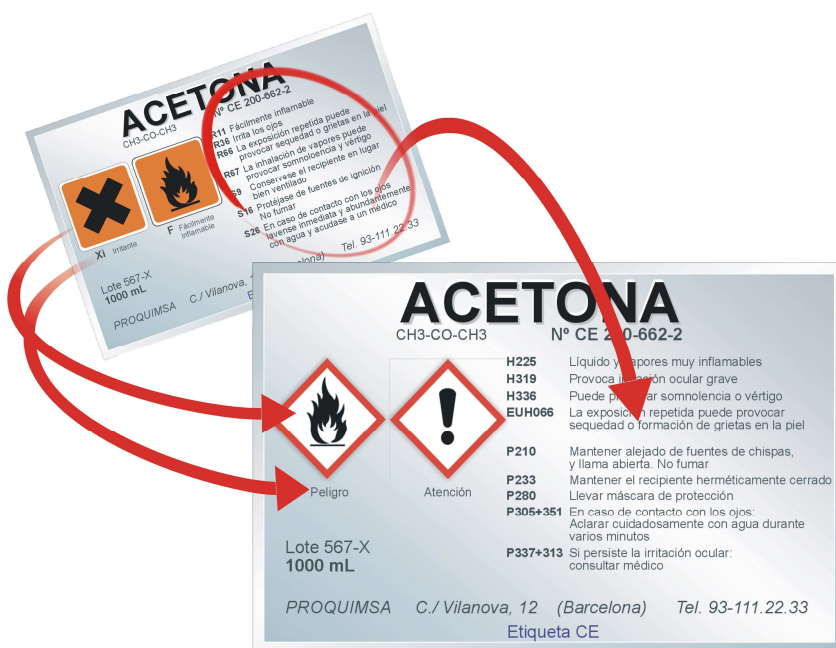 ACETONA
CH3-CO-CH3
Nº CE 200-662-2
R11 Fácilmente inflamable
R36 Irrita los ojos
R66 La exposición repetida puede
provocar sequedad o grietas en la piel
R67 La inhalación de vapores puede
provocar somnolencia y vértigo
S9 Consérvese el recipiente en lugar
bien ventilado
S16 Protéjase de fuentes de ignición
No fumar
S26 En caso de contacto con los ojos
lavense inmediata y abundantemente
con agua y acudase a un médico
Xi Irritante
F Fácilmente
inflamable
Lote 567-X
1000 mL
PROQUIMSA C./ Vilanova, Tel. 93-111.22.33
ACETONA
CH3-CO-CH3 Nº CE 200-662-2
H225 Líquido y vapores muy inflamables
H319 Provoca irritación ocular grave
H336 Puede provocar somnolencia o vértigo
EUH066 La exposición repetida puede provocar
sequedad o formación de grietas en la piel
P210 Mantener alejado de fuentes de chispas,
y llama abierta. No fumar
P233 Mantener el recipiente herméticamente cerrado
P280 Llevar máscara de protección
P305+351 En caso de contacto con los ojos:
Aclarar cuidadosamente con agua durante
varios minutos
P337+313 Si persiste la irritación ocular:
consultar médico
Peligro
Atención
Lote 567-X
1000 mL
PROQUIMSA C./ Vilanova, 12 (Barcelona) Tel. 93-111.22.33
Etiqueta CE